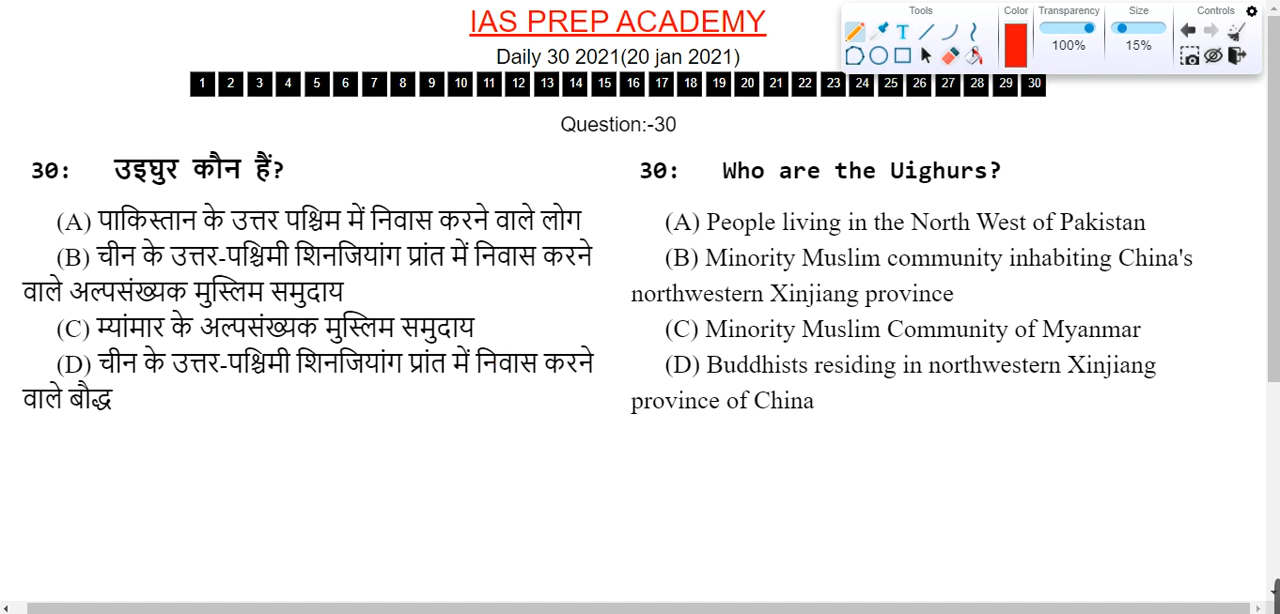 IAS PREP ACADEMY
Tools
Color
Transparency
Size
Controls
100%
15%
Daily 30 2021(20 jan 2021)
1 2 3 4 5 6 7 8 9 10 11 12 13 14 15 16 17 18 19 20 21 22 23 24 25 26 27 28 29 30
Question:-30
30: उइघुर कौन हैं?
(A) पाकिस्तान के उत्तर पश्चिम में निवास करने वाले लोग
(B) चीन के उत्तर-पश्चिमी शिनजियांग प्रांत में निवास करने
वाले अल्पसंख्यक मुस्लिम समुदाय
(C) म्यांमार के अल्पसंख्यक मुस्लिम समुदाय
(D) चीन के उत्तर-पश्चिमी शिनजियांग प्रांत में निवास करने
वाले बौद्ध
30: Who are the Uighurs?
(A) People living in the North West of Pakistan
(B) Minority Muslim community inhabiting China's
northwestern Xinjiang province
(C) Minority Muslim Community of Myanmar
(D) Buddhists residing in northwestern Xinjiang
province of China